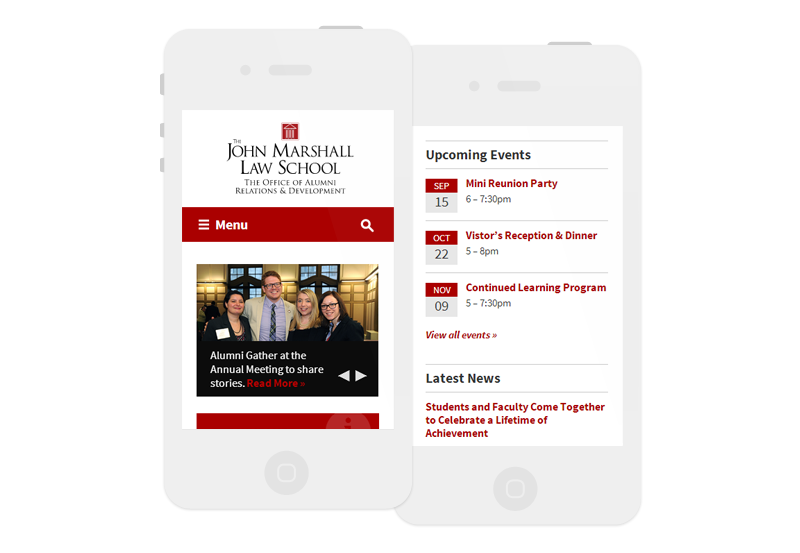 THE
JOHN MARSHALL
LAW SCHOOL
THE OFFICE OF ALUMNI
RELATIONS & DEVELOPMENT
Menu
Alumni Gather at the
Annual Meeting to share
stories. Read More »
Upcoming Events
SEP
15
Mini Reunion Party
6 – 7:30pm
OCT
22
Vistor's Reception & Dinner
5 – 8pm
NOV
09
Continued Learning Program
5 – 7:30pm
View all events »
Latest News
Students and Faculty Come Together
to Celebrate a Lifetime of
Achievement